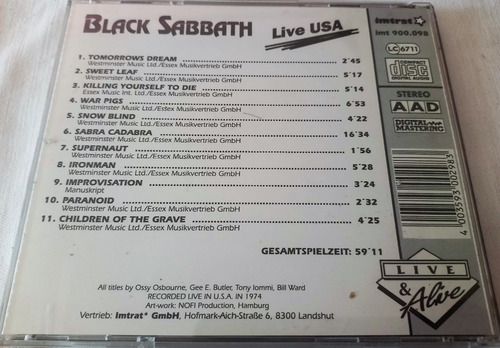 BLACK SABBATH
Live USA
imtrat
imt 900.098
LC 6711
COMPACT
disc
DIGITAL AUDIO
STEREO
AAD
DIGITAL
MASTERING
1. TOMORROWS DREAM 2´45
Westminster Music Ltd./Essex Musikvertrieb GmbH
2. SWEET LEAF 5´17
Westminster Music Ltd./Essex Musikvertrieb GmbH
3. KILLING YOURSELF TO DIE 5´14
Essex Music Int. Ltd./Essex Musikvertrieb GmbH
4. WAR PIGS 6´53
Westminster Music Ltd./Essex Musikvertrieb GmbH
5. SNOW BLIND 4´22
Westminster Music Ltd./Essex Musikvertrieb GmbH
6. SABRA CADABRA 16´34
Westminster Music Ltd./Essex Musikvertrieb GmbH
7. SUPERNAUT 1´56
Westminster Music Ltd./Essex Musikvertrieb GmbH
8. IRONMAN 5´28
Westminster Music Ltd./Essex Musikvertrieb GmbH
9. IMPROVISATION 3´24
Manuskript
10. PARANOID 2´32
Westminster Music Ltd./Essex Musikvertrieb GmbH
11. CHILDREN OF THE GRAVE 4´25
Westminster Music Ltd./Essex Musikvertrieb GmbH
GESAMTSPIELZEIT: 59´11
4 003593 002983
LIVE
&
Alive
All titles by Ossy Osbourne, Gee E. Butler, Tony Iommi, Bill Ward
RECORDED LIVE IN U.S.A. IN 1974
Art-work: NOFI Production, Hamburg
Vertrieb: Imtrat* GmbH, Hofmark-Aich-Straße 6, 8300 Landshut